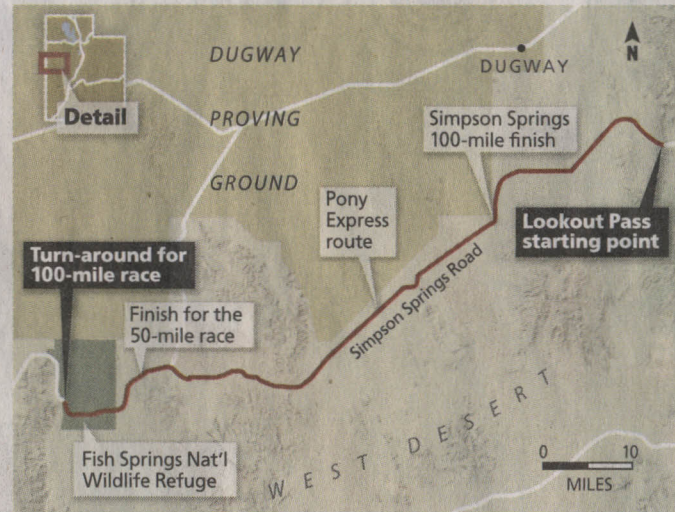 DUGWAY
PROVING
GROUND
Detail
DUGWAY
N
Simpson Springs
100-mile finish
Pony
Express
route
Lookout Pass
starting point
Turn-around for
100-mile race
Finish for the
50-mile race
Simpson Springs Road
Fish Springs Nat'l
Wildlife Refuge
WEST DESERT
0 10
MILES